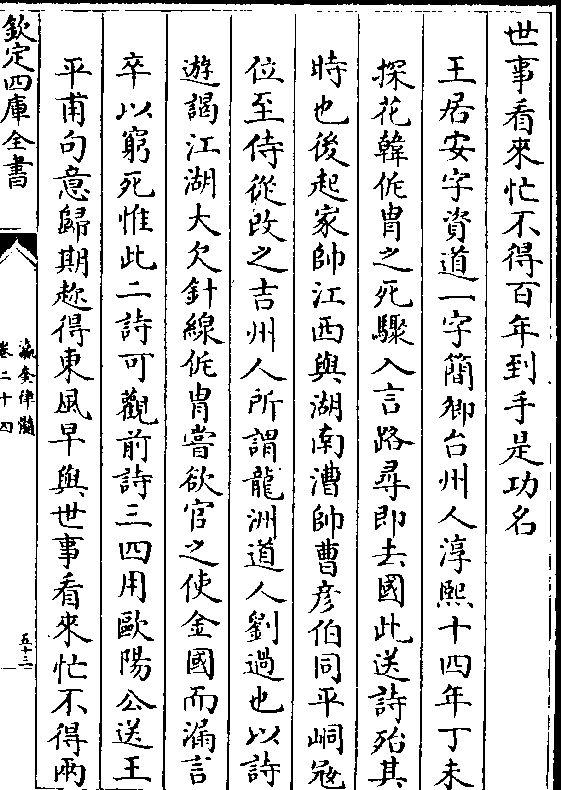 世事看來忙不得百年到手是功名
王居安字資道一字簡卿台州人淳熙十四年丁未
探花韓侂胄之死驟入言路尋即去國此送詩殆其
時也後起家帥江西與湖南漕帥曹彦伯同平峒寇
位至侍從改之吉州人所謂龍洲道人劉過也以詩
遊謁江湖大欠針線侂胄嘗欲官之使金國而漏言
卒以窮死惟此二詩可觀前詩三四用歐陽公送王
平甫句意歸期趂得東風早與世事看來忙不得兩
欽定四庫全書
瀛奎律髓
卷二十四
五十三